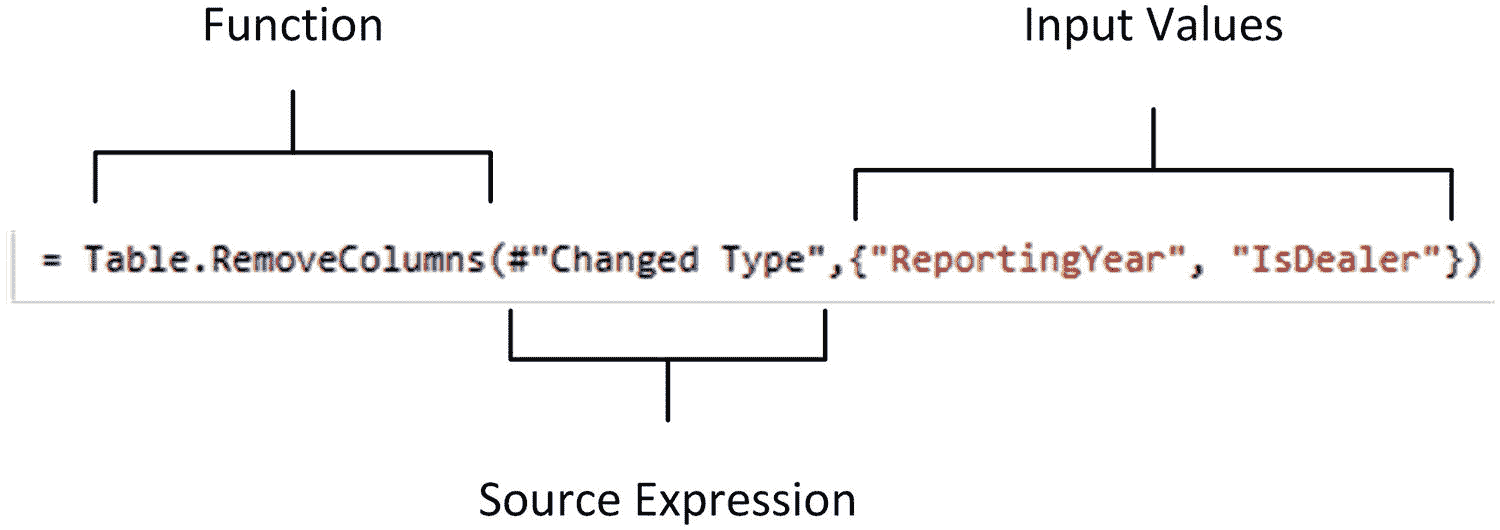 Function
Input Values
= Table.RemoveColumns(#"Changed Type",{"ReportingYear", "IsDealer"})
Source Expression